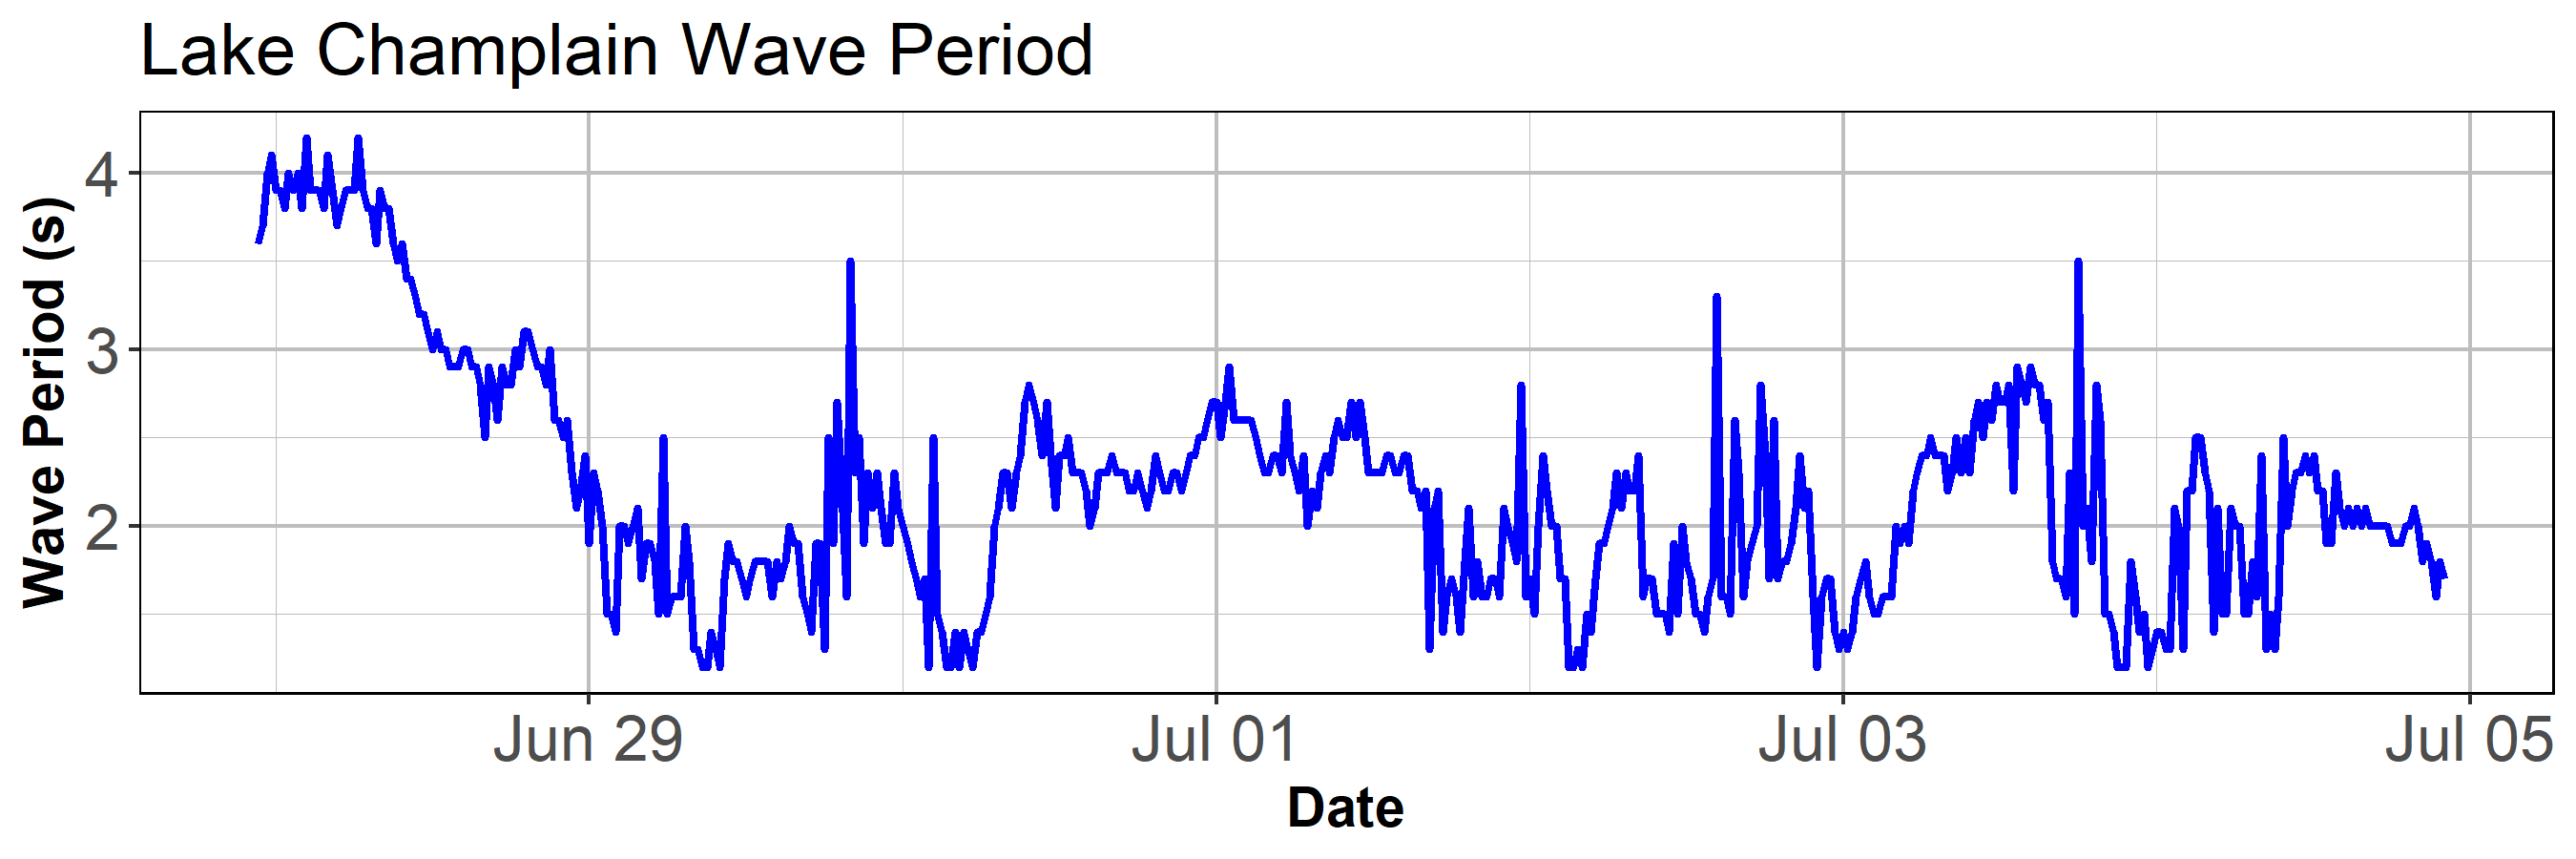 Lake Champlain Wave Period
Wave Period (s)
4
3
2
Jun 29
Jul 01
Jul 03
Jul 05
Date